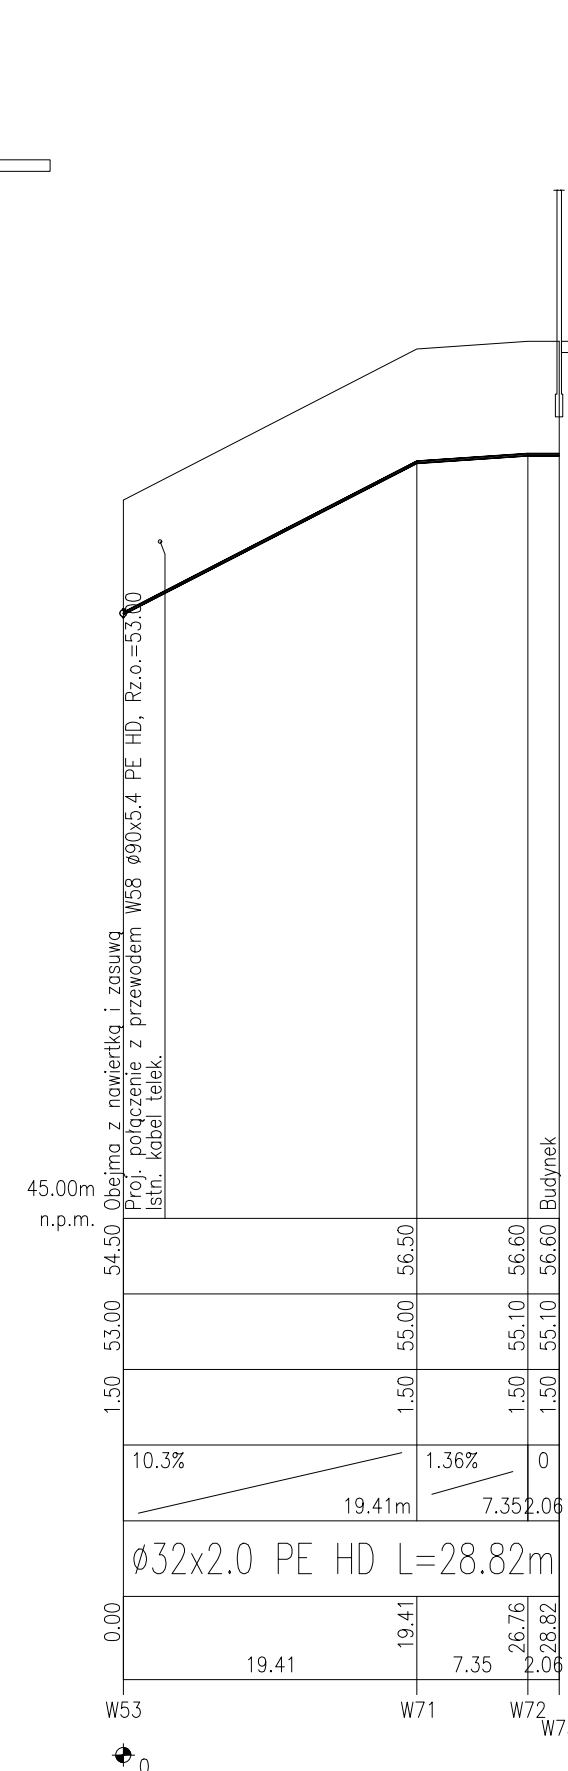 Obejma z nawiertką i zasuwą
Proj. połączenie z przewodem W58 ø90x5.4 PE HD, Rz.o.=53.00
Istn. kabel telek.
Budynek
45.00m
n.p.m.
54.50 56.50 56.60 56.60
53.00 55.00 55.10 55.10
1.50 1.50 1.50 1.50
10.3% 1.36% 0
19.41m 7.35 2.06
ø32x2.0 PE HD L=28.82m
0.00 19.41 26.76 28.82
19.41 7.35 2.06
W53 W71 W72
0